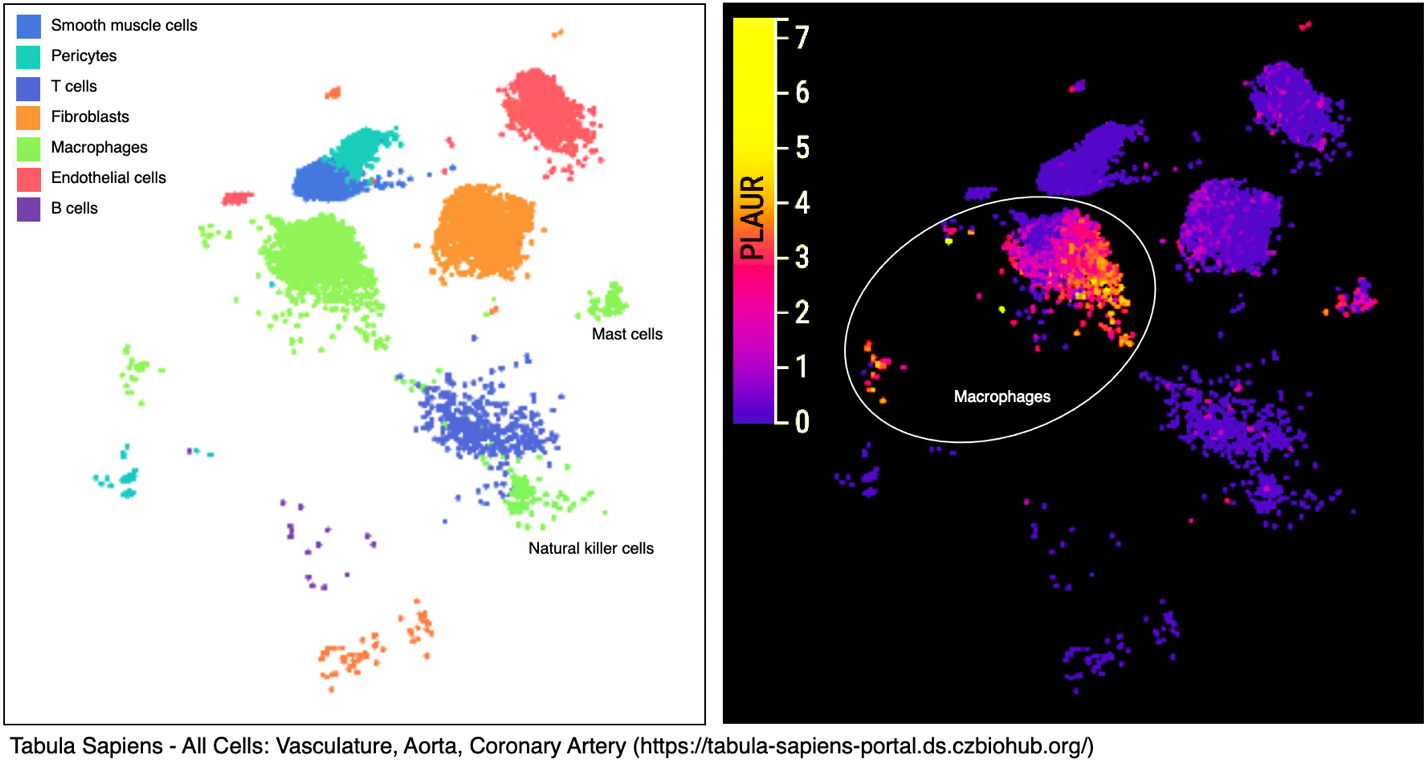 Smooth muscle cells
Pericytes
T cells
Fibroblasts
Macrophages
Endothelial cells
B cells
Mast cells
Natural killer cells
7
6
5
4
3
2
1
0
PLAUR
Macrophages
Tabula Sapiens - All Cells: Vasculature, Aorta, Coronary Artery (https://tabula-sapiens-portal.ds.czbiohub.org/)